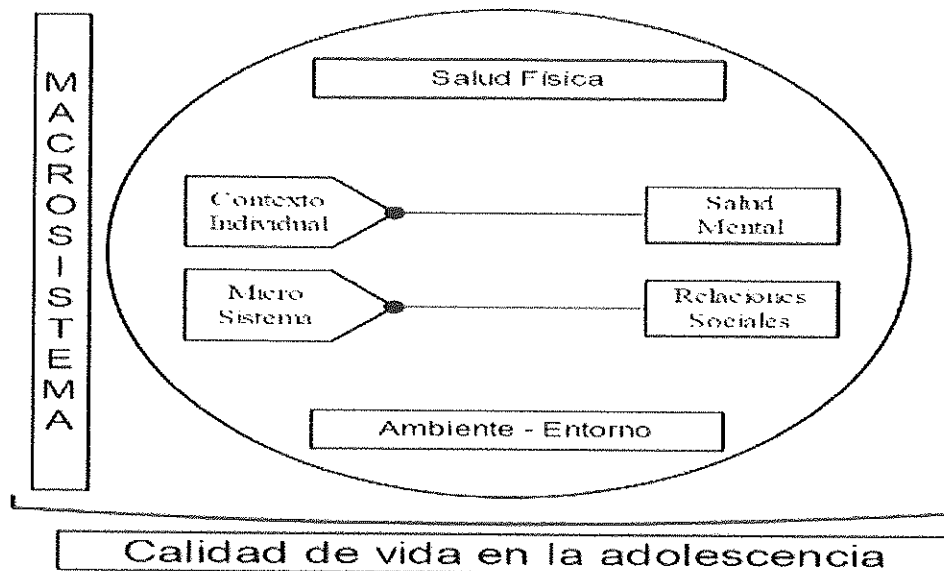 MACROSISTEMA
Salud Física
Contexto
Individual
Salud
Mental
Micro
Sistema
Relaciones
Sociales
Ambiente - Entorno
Calidad de vida en la adolescencia